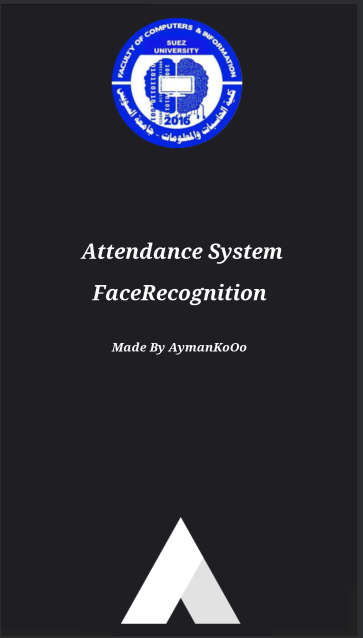 FACULTY OF COMPUTERS & INFORMATION
SUEZ
UNIVERSITY
2016
كلية الحاسبات والمعلومات - جامعة السويس
Attendance System
FaceRecognition
Made By AymanKoOo